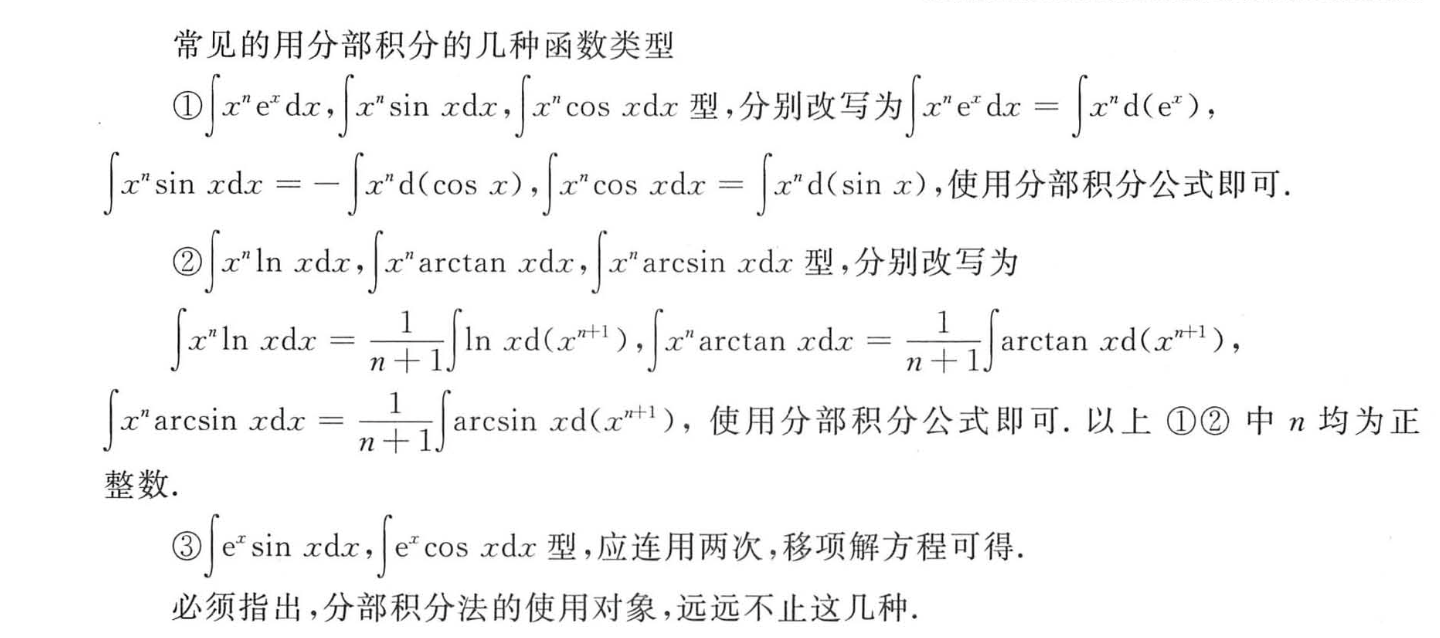 常见的用分部积分的几种函数类型
①∫xⁿeˣdx,∫xⁿsin xdx,∫xⁿcos xdx 型,分别改写为∫xⁿeˣdx = ∫xⁿd(eˣ),
∫xⁿsin xdx = −∫xⁿd(cos x),∫xⁿcos xdx = ∫xⁿd(sin x),使用分部积分公式即可.
②∫xⁿln xdx,∫xⁿarctan xdx,∫xⁿarcsin xdx 型,分别改写为
∫xⁿln xdx = 1/(n+1)∫ln xd(xⁿ⁺¹),∫xⁿarctan xdx = 1/(n+1)∫arctan xd(xⁿ⁺¹),
∫xⁿarcsin xdx = 1/(n+1)∫arcsin xd(xⁿ⁺¹), 使用分部积分公式即可. 以上 ①② 中 n 均为正
整数.
③∫eˣsin xdx,∫eˣcos xdx 型,应连用两次,移项解方程可得.
必须指出,分部积分法的使用对象,远远不止这几种.